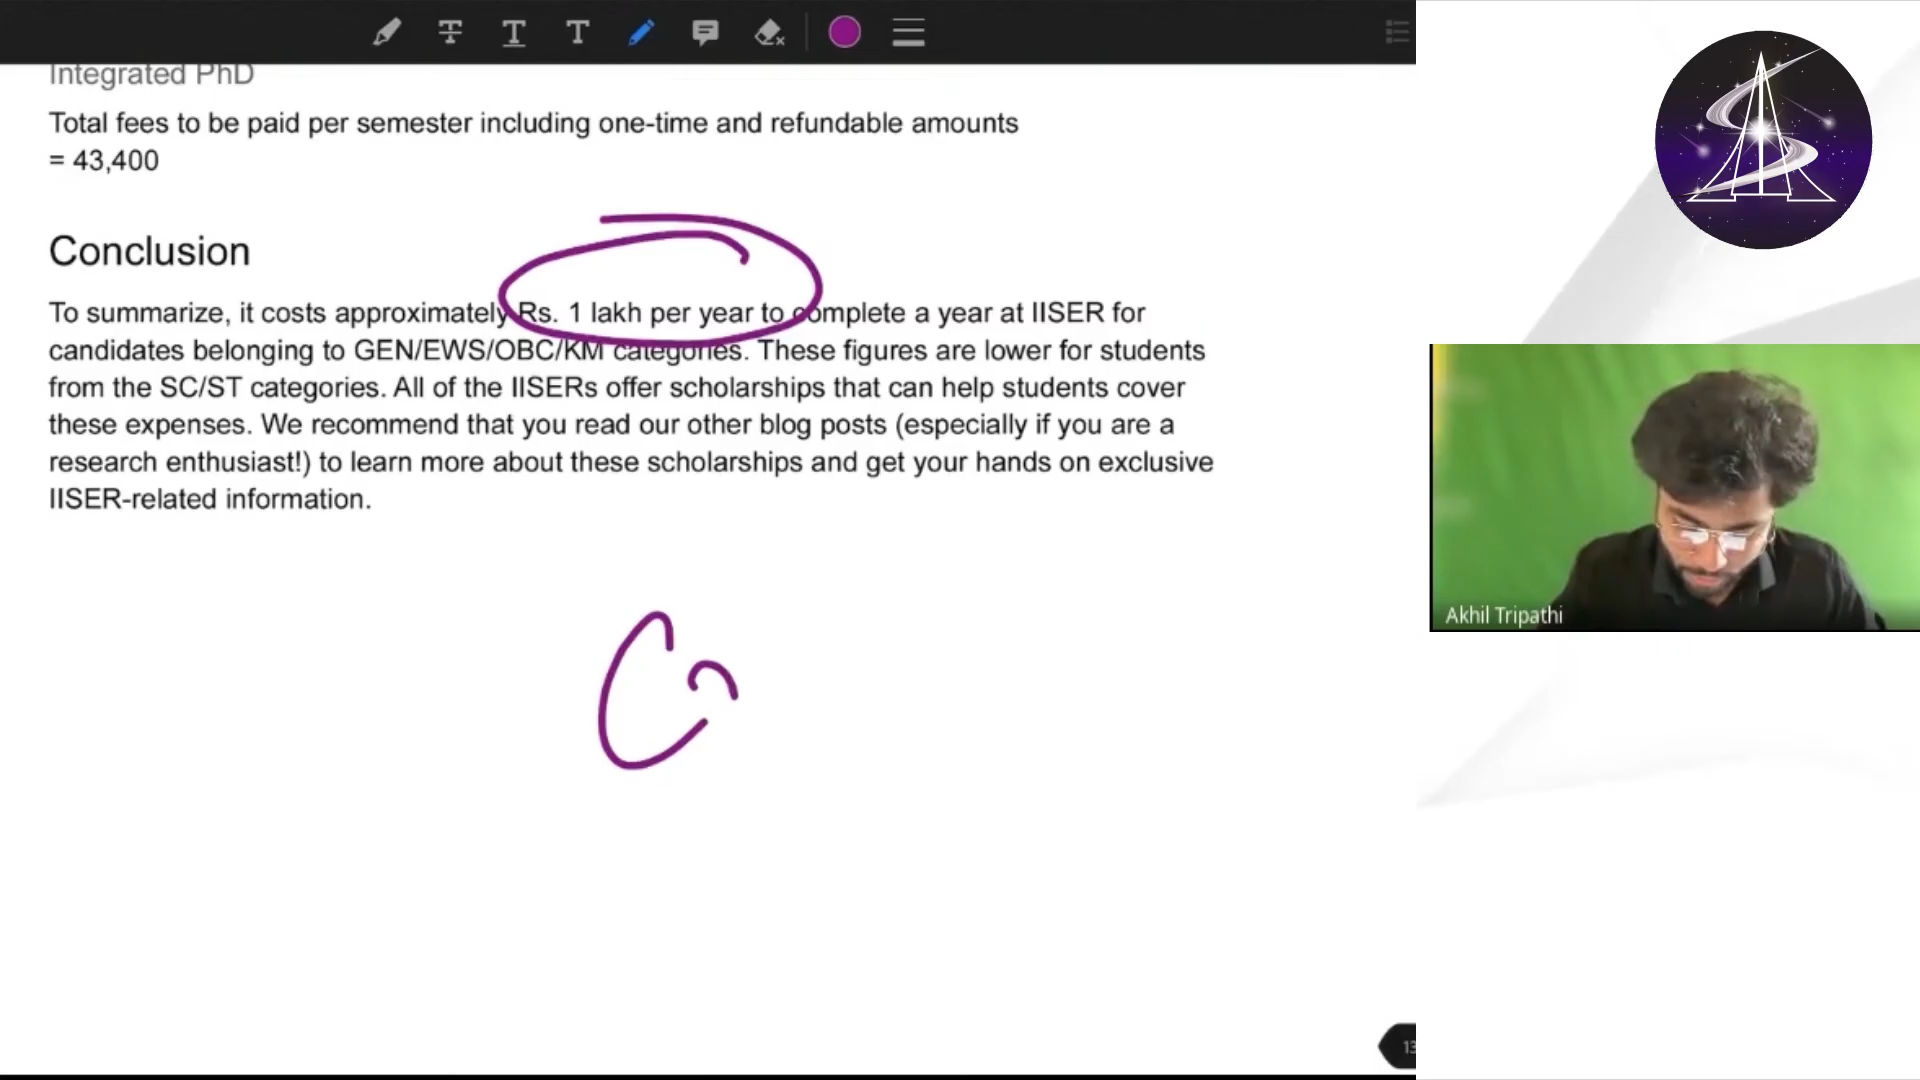 Integrated PhD
Total fees to be paid per semester including one-time and refundable amounts
= 43,400
Conclusion
To summarize, it costs approximately Rs. 1 lakh per year to complete a year at IISER for
candidates belonging to GEN/EWS/OBC/KM categories. These figures are lower for students
from the SC/ST categories. All of the IISERs offer scholarships that can help students cover
these expenses. We recommend that you read our other blog posts (especially if you are a
research enthusiast!) to learn more about these scholarships and get your hands on exclusive
IISER-related information.
Akhil Tripathi